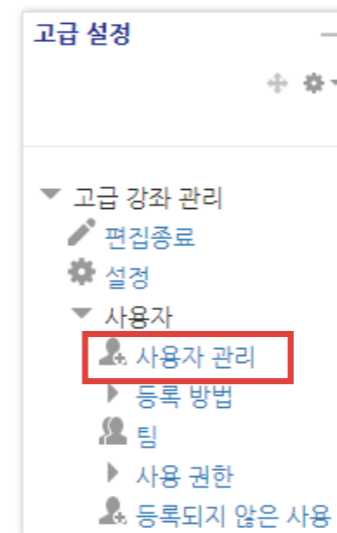 고급 설정
고급 강좌 관리
편집종료
설정
사용자
사용자 관리
등록 방법
팀
사용 권한
등록되지 않은 사용